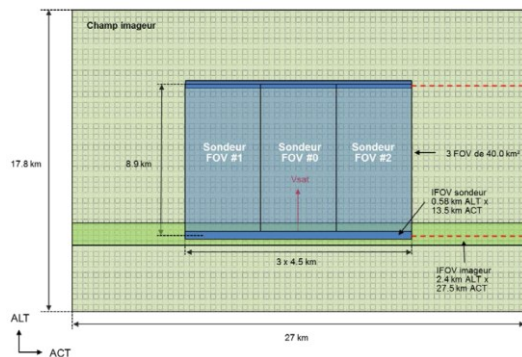 Champ imageur
17.8 km
8.9 km
Sondeur
FOV #1
Sondeur
FOV #0
Sondeur
FOV #2
3 FOV de 40.0 km²
Vsat
IFOV sondeur
0.58 km ALT x
13.5 km ACT
3 x 4.5 km
IFOV imageur
2.4 km ALT x
27.5 km ACT
27 km
ALT
ACT